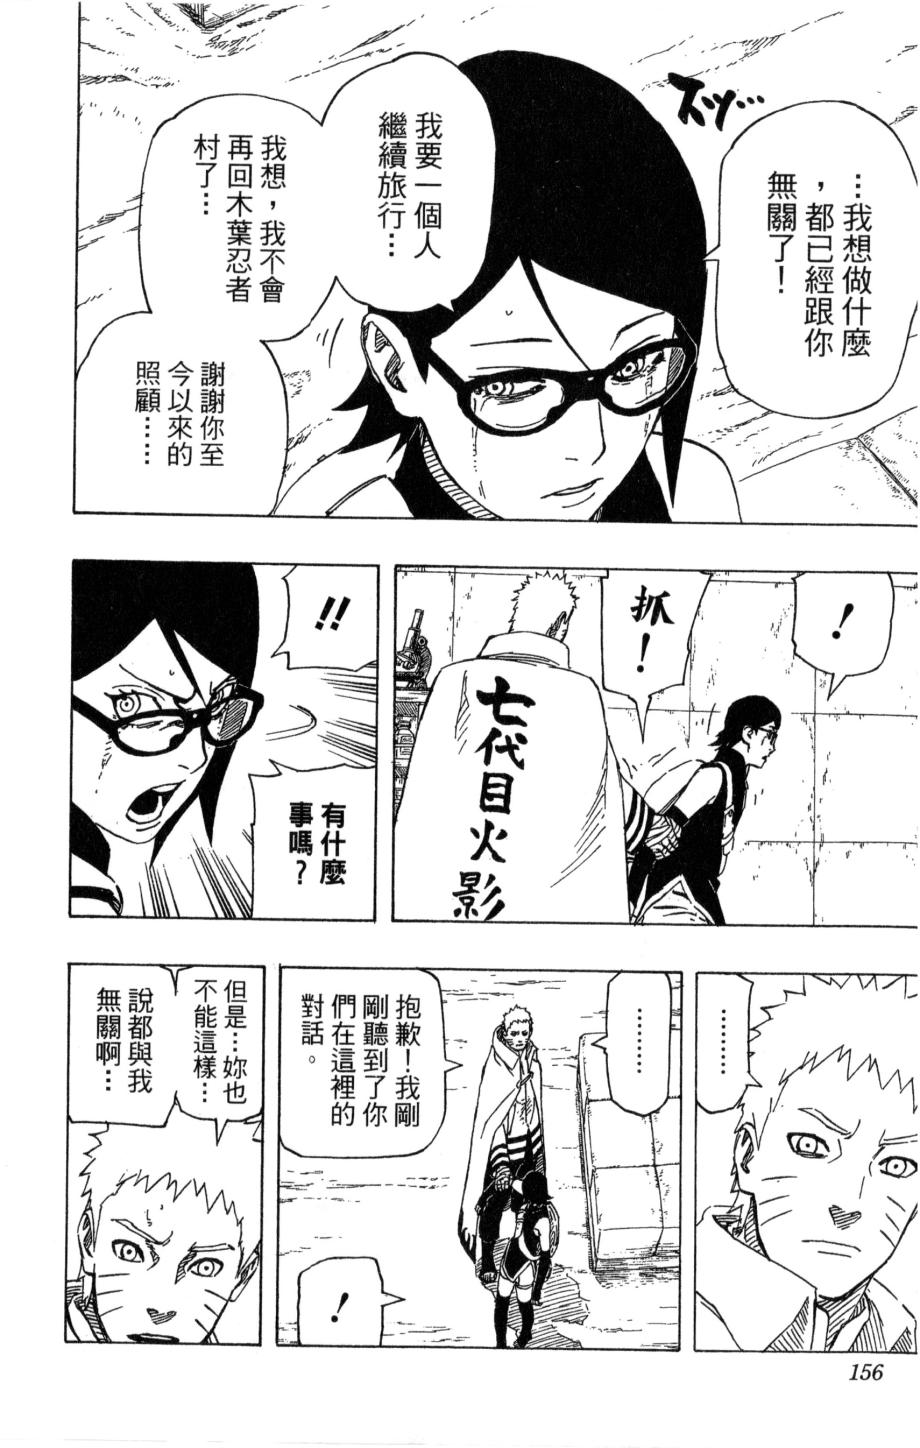 ズッ…
…我想做什麼
，都已經跟你
無關了！
我要一個人
繼續旅行…
我想，我不會
再回木葉忍者
村了…
謝謝你至
今以來的
照顧……
！
抓！
七代目火影
!!
有什麼
事嗎？
………
………
抱歉！我剛
剛聽到了你
們在這裡的
對話。
！
但是…妳也
不能這樣…
說都與我
無關啊…
156